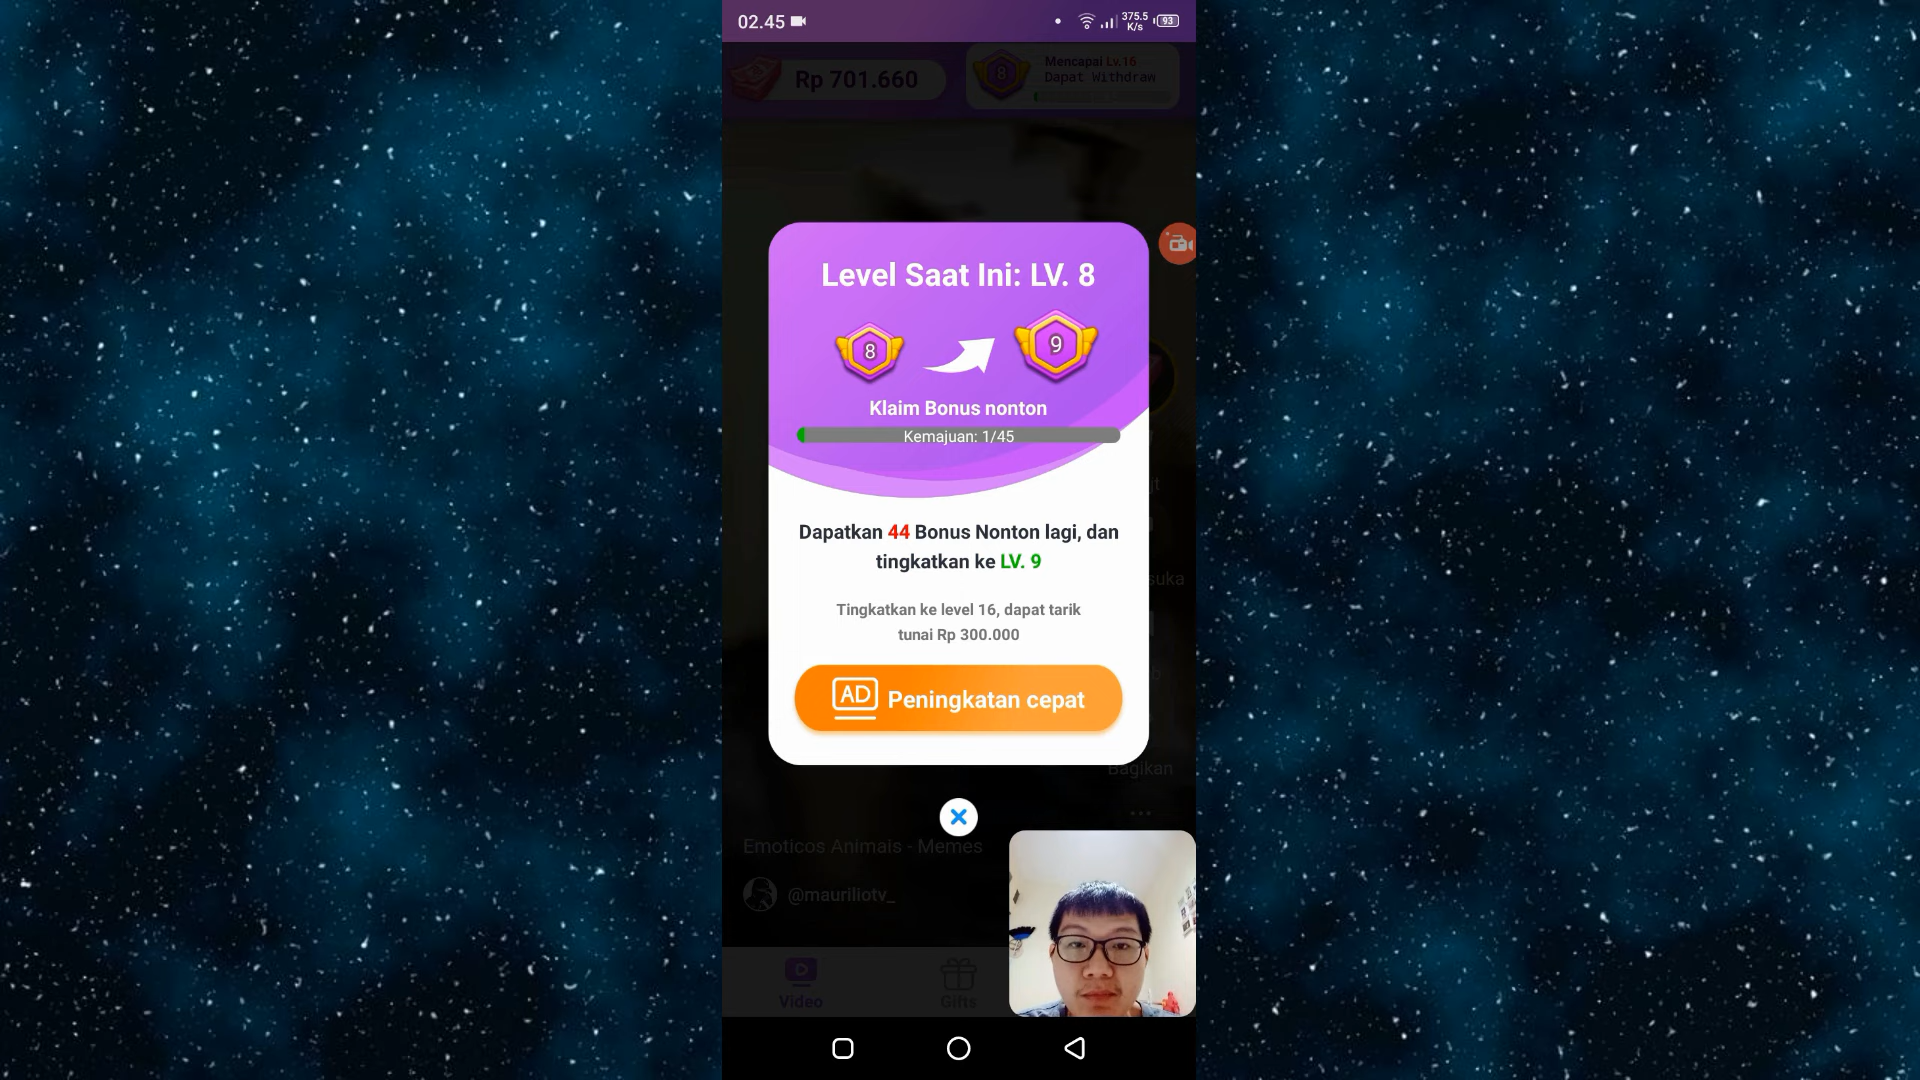 02.45
375.5
K/s
93
Rp 701.660
8
Mencapai Lv.16
Dapat Withdraw
Level Saat Ini: LV. 8
8
9
Klaim Bonus nonton
Kemajuan: 1/45
Dapatkan 44 Bonus Nonton lagi, dan
tingkatkan ke LV. 9
suka
Tingkatkan ke level 16, dapat tarik
tunai Rp 300.000
AD Peningkatan cepat
Bagikan
Emoticos Animais - Memes
@mauriliotv_
Video
Gifts